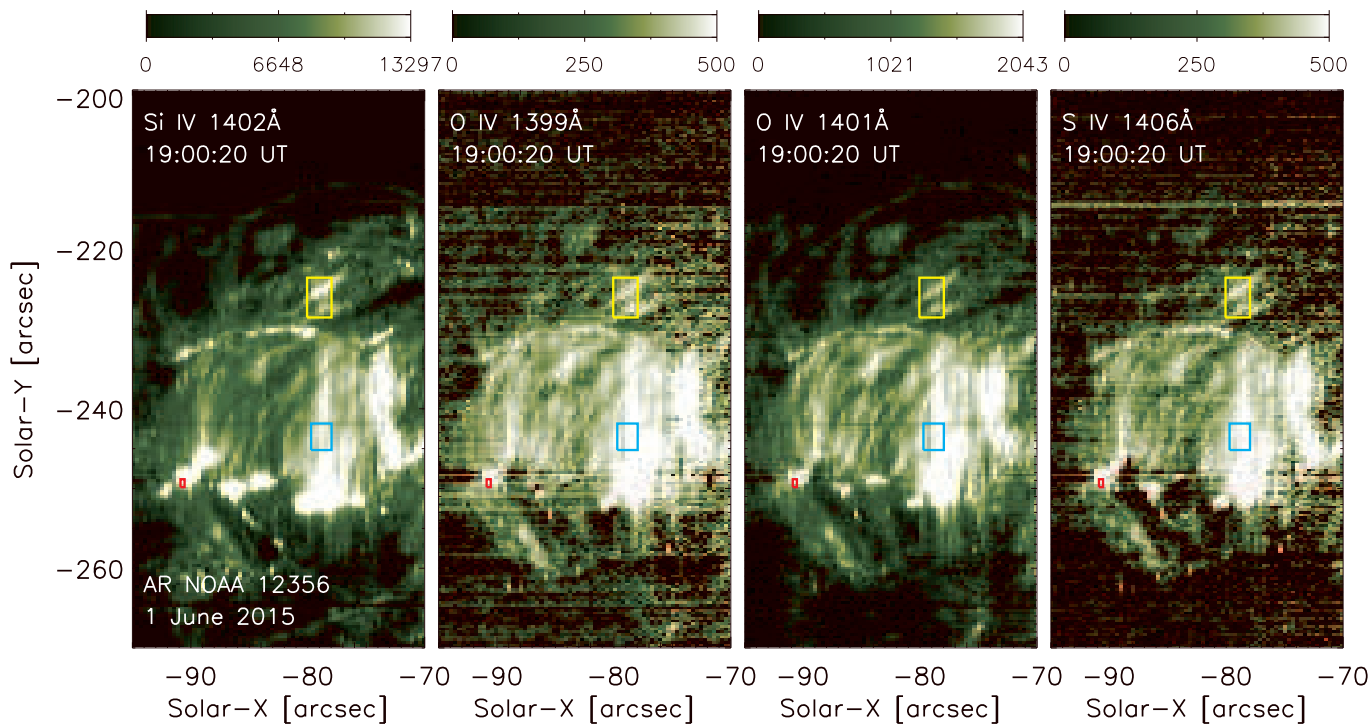 0 6648 13297 0 250 500 0 1021 2043 0 250 500
Si IV 1402Å
19:00:20 UT
O IV 1399Å
19:00:20 UT
O IV 1401Å
19:00:20 UT
S IV 1406Å
19:00:20 UT
−200
−220
−240
−260
Solar−Y [arcsec]
AR NOAA 12356
1 June 2015
−90 −80 −70 −90 −80 −70 −90 −80 −70 −90 −80 −70
Solar−X [arcsec] Solar−X [arcsec] Solar−X [arcsec] Solar−X [arcsec]